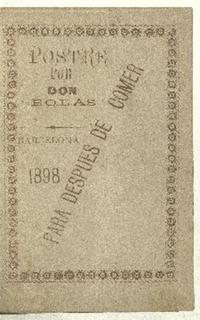 POSTRE
POR
DON
BOLAS
BARCELONA
1898
PARA DESPUES DE COMER